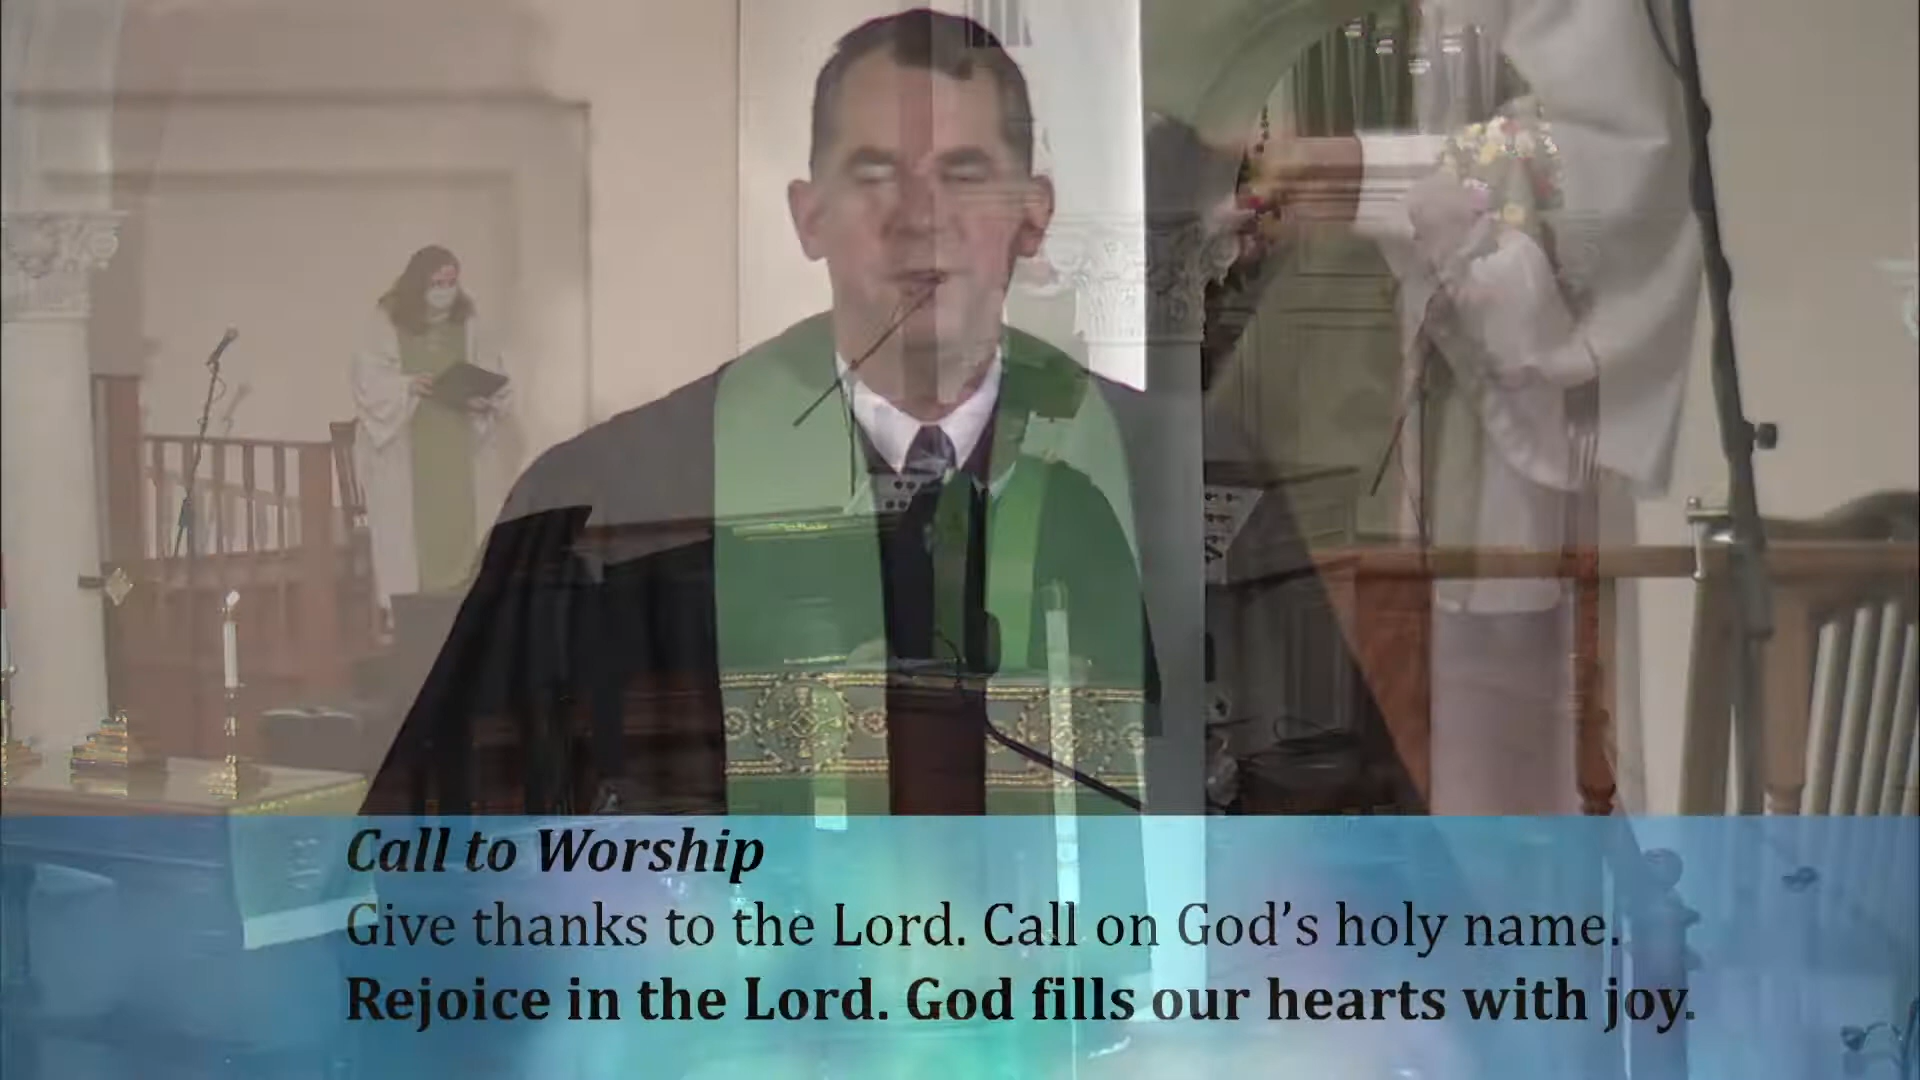 Call to Worship
Give thanks to the Lord. Call on God’s holy name.
Rejoice in the Lord. God fills our hearts with joy.